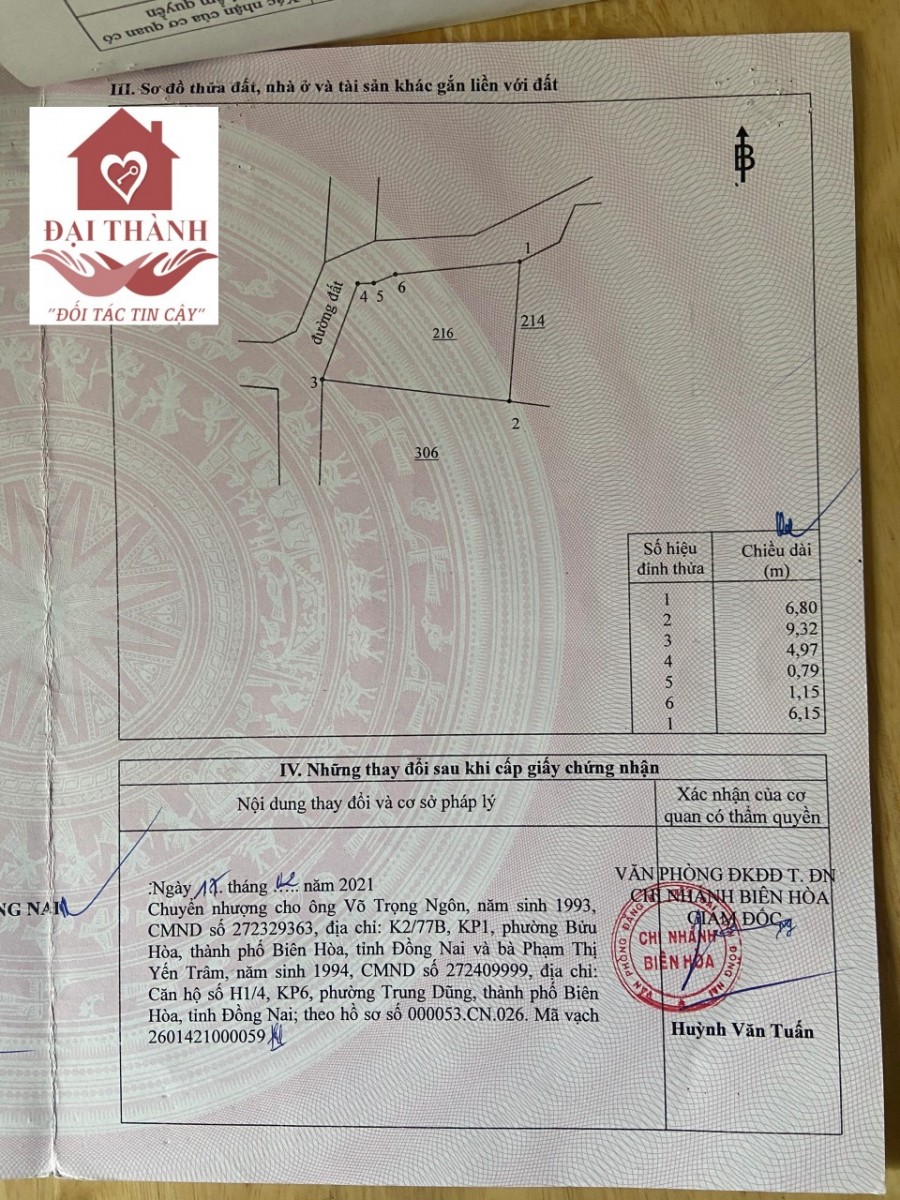 Xác nhận của cơ quan có
thẩm quyền
III. Sơ đồ thửa đất, nhà ở và tài sản khác gắn liền với đất
ĐẠI THÀNH
"ĐỐI TÁC TIN CẬY"
B
1
6
5
4
đường đất
214
216
3
2
306
Số hiệu đỉnh thửa
Chiều dài (m)
1
6,80
2
9,32
3
4,97
4
0,79
5
1,15
6
6,15
1
IV. Những thay đổi sau khi cấp giấy chứng nhận
Nội dung thay đổi và cơ sở pháp lý
Xác nhận của cơ
quan có thẩm quyền
NG NAI
Ngày 17. tháng ..... năm 2021
Chuyển nhượng cho ông Võ Trọng Ngôn, năm sinh 1993,
CMND số 272329363, địa chỉ: K2/77B, KP1, phường Bửu
Hòa, thành phố Biên Hòa, tỉnh Đồng Nai và bà Phạm Thị
Yến Trâm, năm sinh 1994, CMND số 272409999, địa chỉ:
Căn hộ số H1/4, KP6, phường Trung Dũng, thành phố Biên
Hòa, tỉnh Đồng Nai; theo hồ sơ số 000053.CN.026. Mã vạch
2601421000059
VĂN PHÒNG ĐKĐĐ T. ĐN
CHI NHÁNH BIÊN HÒA
GIÁM ĐỐC
CHI NHÁNH
BIÊN HÒA
Huỳnh Văn Tuấn